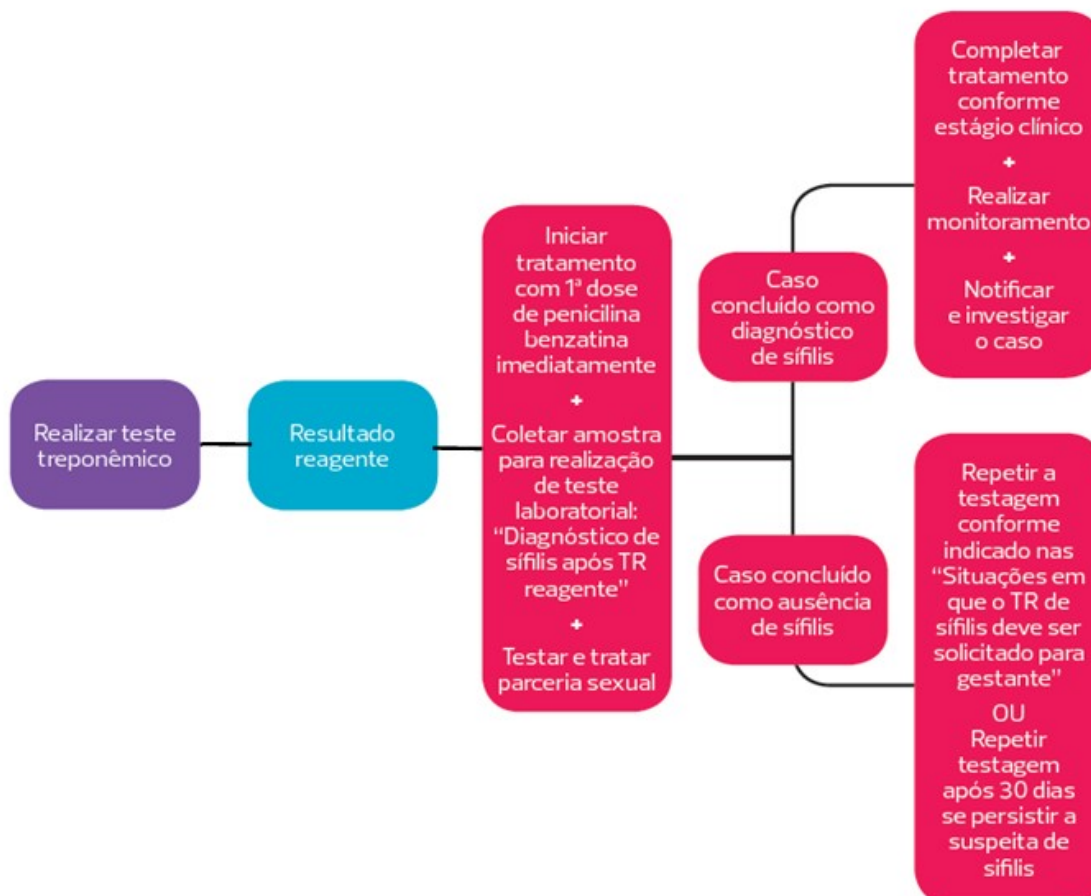 Realizar teste
treponêmico
Resultado
reagente
Iniciar
tratamento
com 1ª dose
de penicilina
benzatina
imediatamente
+
Coletar amostra
para realização
de teste
laboratorial:
“Diagnóstico de
sífilis após TR
reagente”
+
Testar e tratar
parceria sexual
Caso
concluído como
diagnóstico
de sífilis
Completar
tratamento
conforme
estágio clínico
+
Realizar
monitoramento
+
Notificar
e investigar
o caso
Caso concluído
como ausência
de sífilis
Repetir a
testagem
conforme
indicado nas
“Situações em
que o TR de
sífilis deve ser
solicitado para
gestante”
OU
Repetir
testagem
após 30 dias
se persistir a
suspeita de
sifilis